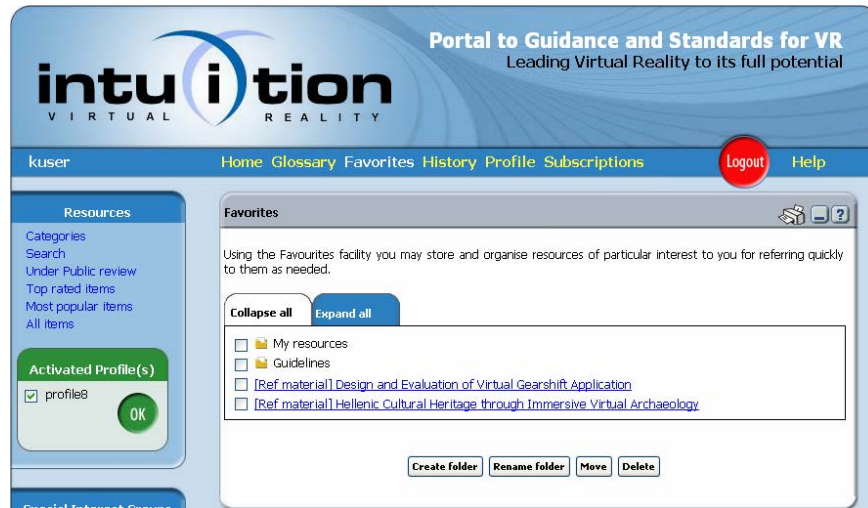 Portal to Guidance and Standards for VR
Leading Virtual Reality to its full potential
intuition
VIRTUAL REALITY
kuser
Home Glossary Favorites History Profile Subscriptions
Logout
Help
Resources
Categories
Search
Under Public review
Top rated items
Most popular items
All items
Activated Profile(s)
profile8
OK
Special Interest Groups
Favorites
?
Using the Favourites facility you may store and organise resources of particular interest to you for referring quickly
to them as needed.
Collapse all
Expand all
My resources
Guidelines
[Ref material] Design and Evaluation of Virtual Gearshift Application
[Ref material] Hellenic Cultural Heritage through Immersive Virtual Archaeology
Create folder
Rename folder
Move
Delete